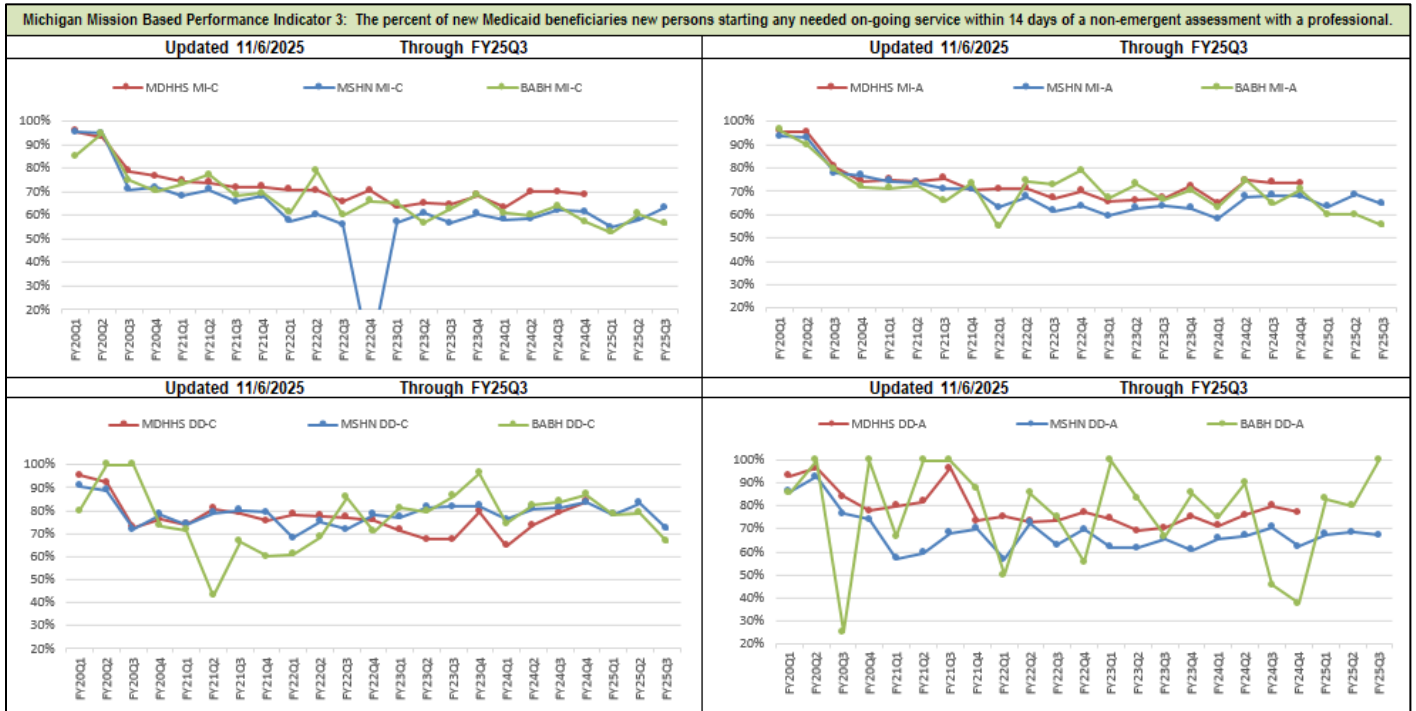 Michigan Mission Based Performance Indicator 3: The percent of new Medicaid beneficiaries new persons starting any needed on-going service within 14 days of a non-emergent assessment with a professional.
Updated 11/6/2025 Through FY25Q3
MDHHS MI-C MSHN MI-C BABH MI-C
100%
90%
80%
70%
60%
50%
40%
30%
20%
FY20Q1 FY20Q2 FY20Q3 FY20Q4 FY21Q1 FY21Q2 FY21Q3 FY21Q4 FY22Q1 FY22Q2 FY22Q3 FY22Q4 FY23Q1 FY23Q2 FY23Q3 FY23Q4 FY24Q1 FY24Q2 FY24Q3 FY24Q4 FY25Q1 FY25Q2 FY25Q3
Updated 11/6/2025 Through FY25Q3
MDHHS MI-A MSHN MI-A BABH MI-A
100%
90%
80%
70%
60%
50%
40%
30%
20%
FY20Q1 FY20Q2 FY20Q3 FY20Q4 FY21Q1 FY21Q2 FY21Q3 FY21Q4 FY22Q1 FY22Q2 FY22Q3 FY22Q4 FY23Q1 FY23Q2 FY23Q3 FY23Q4 FY24Q1 FY24Q2 FY24Q3 FY24Q4 FY25Q1 FY25Q2 FY25Q3
Updated 11/6/2025 Through FY25Q3
MDHHS DD-C MSHN DD-C BABH DD-C
100%
90%
80%
70%
60%
50%
40%
30%
20%
FY20Q1 FY20Q2 FY20Q3 FY20Q4 FY21Q1 FY21Q2 FY21Q3 FY21Q4 FY22Q1 FY22Q2 FY22Q3 FY22Q4 FY23Q1 FY23Q2 FY23Q3 FY23Q4 FY24Q1 FY24Q2 FY24Q3 FY24Q4 FY25Q1 FY25Q2 FY25Q3
Updated 11/6/2025 Through FY25Q3
MDHHS DD-A MSHN DD-A BABH DD-A
100%
90%
80%
70%
60%
50%
40%
30%
20%
FY20Q1 FY20Q2 FY20Q3 FY20Q4 FY21Q1 FY21Q2 FY21Q3 FY21Q4 FY22Q1 FY22Q2 FY22Q3 FY22Q4 FY23Q1 FY23Q2 FY23Q3 FY23Q4 FY24Q1 FY24Q2 FY24Q3 FY24Q4 FY25Q1 FY25Q2 FY25Q3